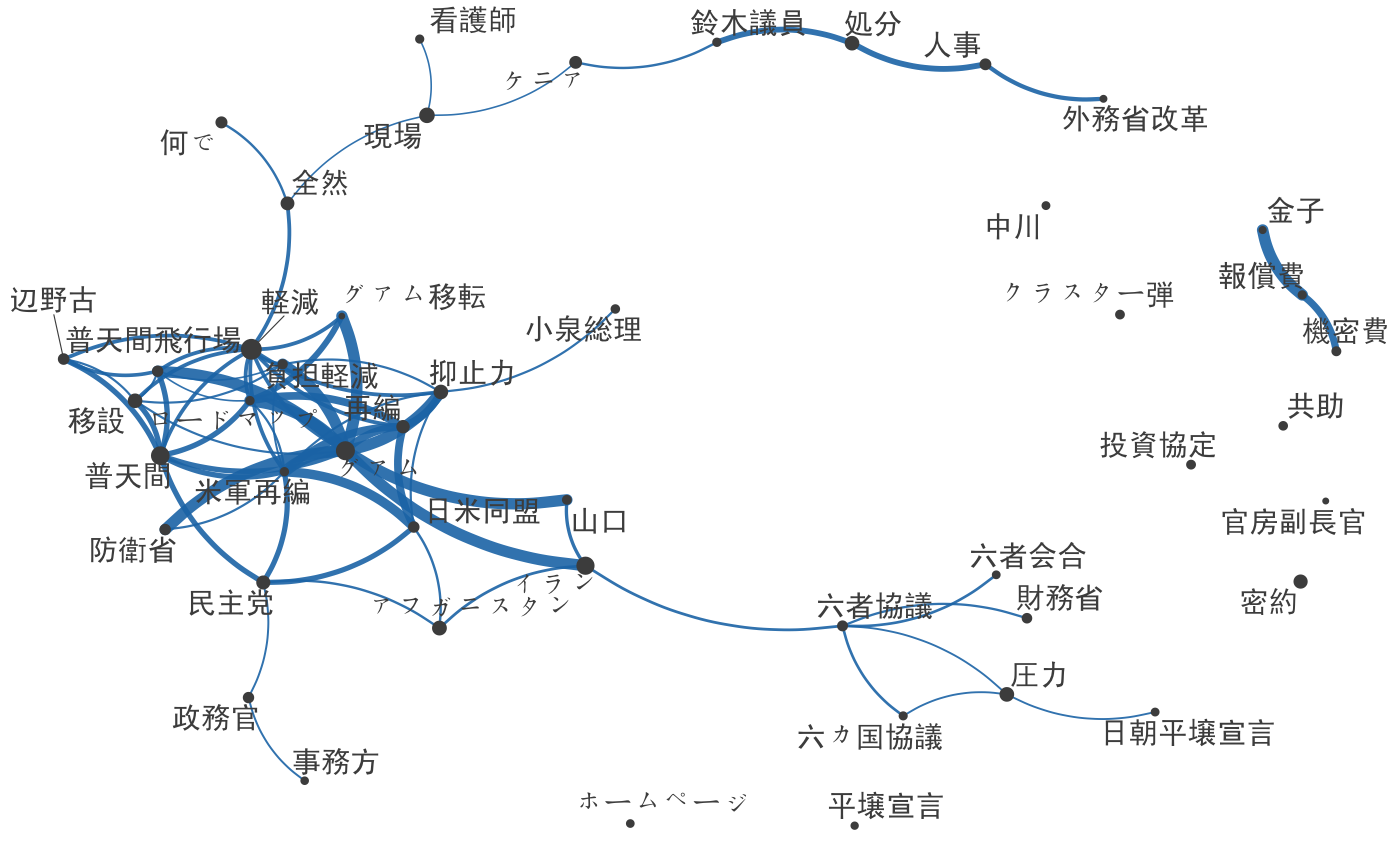 看護師
鈴木議員
処分
人事
ケニア
外務省改革
現場
何で
全然
金子
中川
報償費
クラスター弾
機密費
辺野古
軽減
グアム移転
小泉総理
普天間飛行場
負担軽減
抑止力
移設
ロードマップ
再編
共助
投資協定
普天間
グアム
米軍再編
日米同盟
山口
官房副長官
防衛省
六者会合
イラン
アフガニスタン
民主党
六者協議
財務省
密約
圧力
政務官
六カ国協議
日朝平壌宣言
事務方
ホームページ
平壌宣言